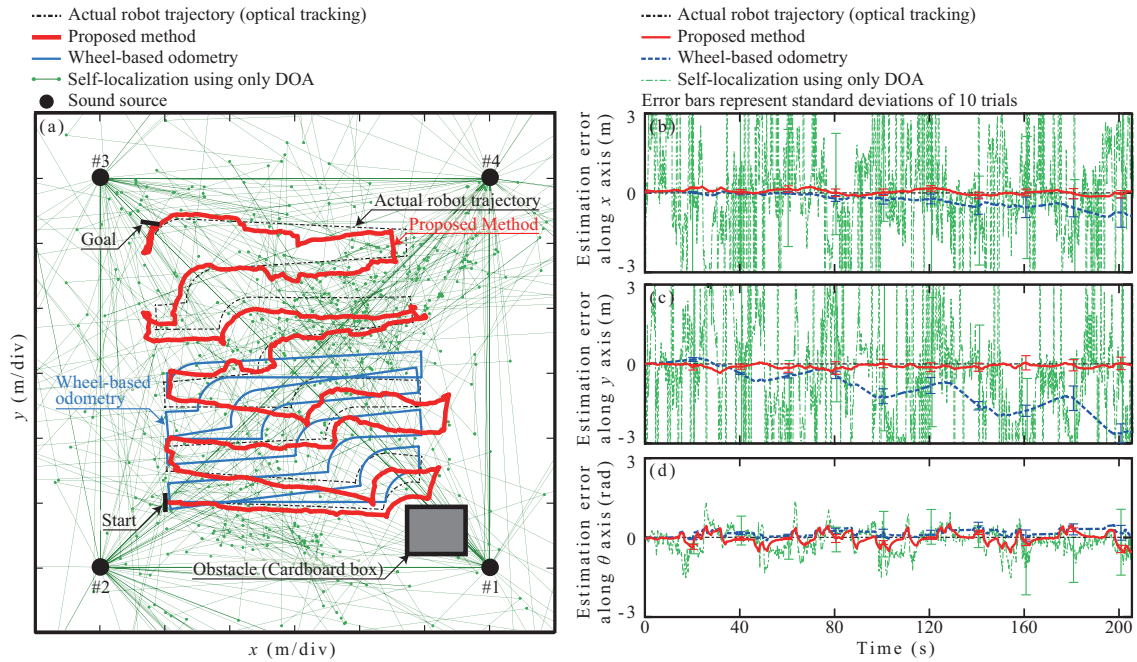 Actual robot trajectory (optical tracking)
Proposed method
Wheel-based odometry
Self-localization using only DOA
Sound source
(a)
#3
#4
Actual robot trajectory
Proposed Method
Goal
Wheel-based
odometry
Start
Obstacle (Cardboard box)
#2
#1
y (m/div)
x (m/div)
Actual robot trajectory (optical tracking)
Proposed method
Wheel-based odometry
Self-localization using only DOA
Error bars represent standard deviations of 10 trials
Estimation error
along x axis (m)
3
0
-3
(b)
Estimation error
along y axis (m)
3
0
-3
(c)
Estimation error
along θ axis (rad)
3
0
-3
(d)
0 40 80 120 160 200
Time (s)